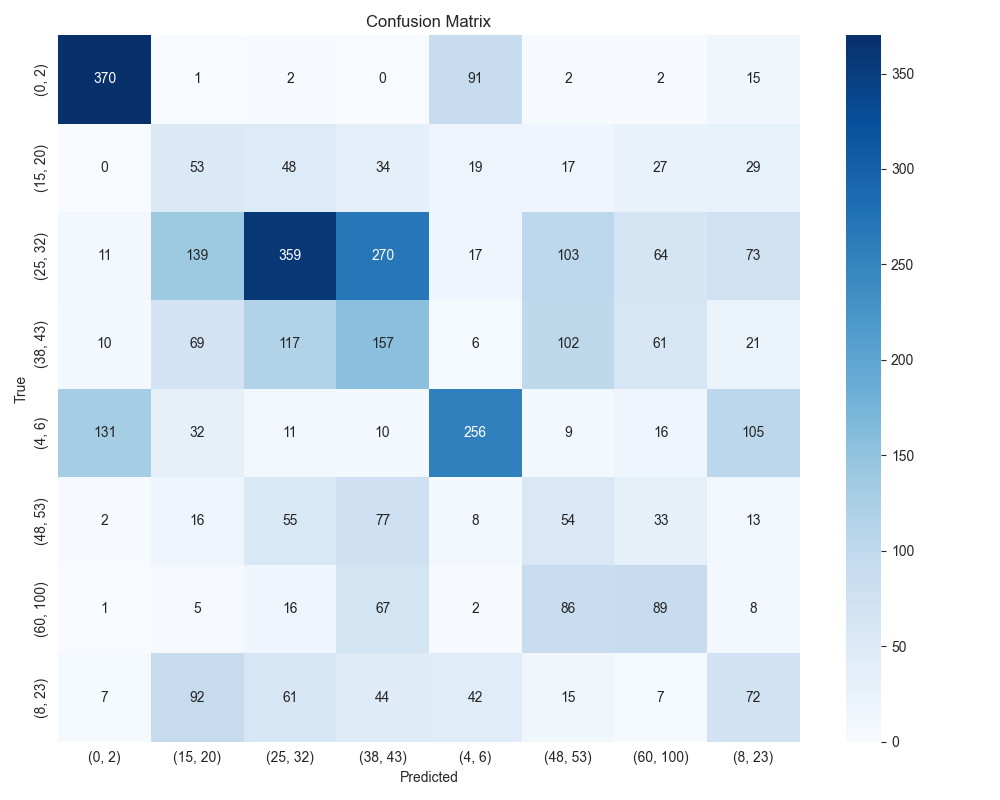 Confusion Matrix
(0, 2) 370 1 2 0 91 2 2 15
(15, 20) 0 53 48 34 19 17 27 29
(25, 32) 11 139 359 270 17 103 64 73
(38, 43) 10 69 117 157 6 102 61 21
(4, 6) 131 32 11 10 256 9 16 105
(48, 53) 2 16 55 77 8 54 33 13
(60, 100) 1 5 16 67 2 86 89 8
(8, 23) 7 92 61 44 42 15 7 72
True
(0, 2) (15, 20) (25, 32) (38, 43) (4, 6) (48, 53) (60, 100) (8, 23)
Predicted
350
300
250
200
150
100
50
0